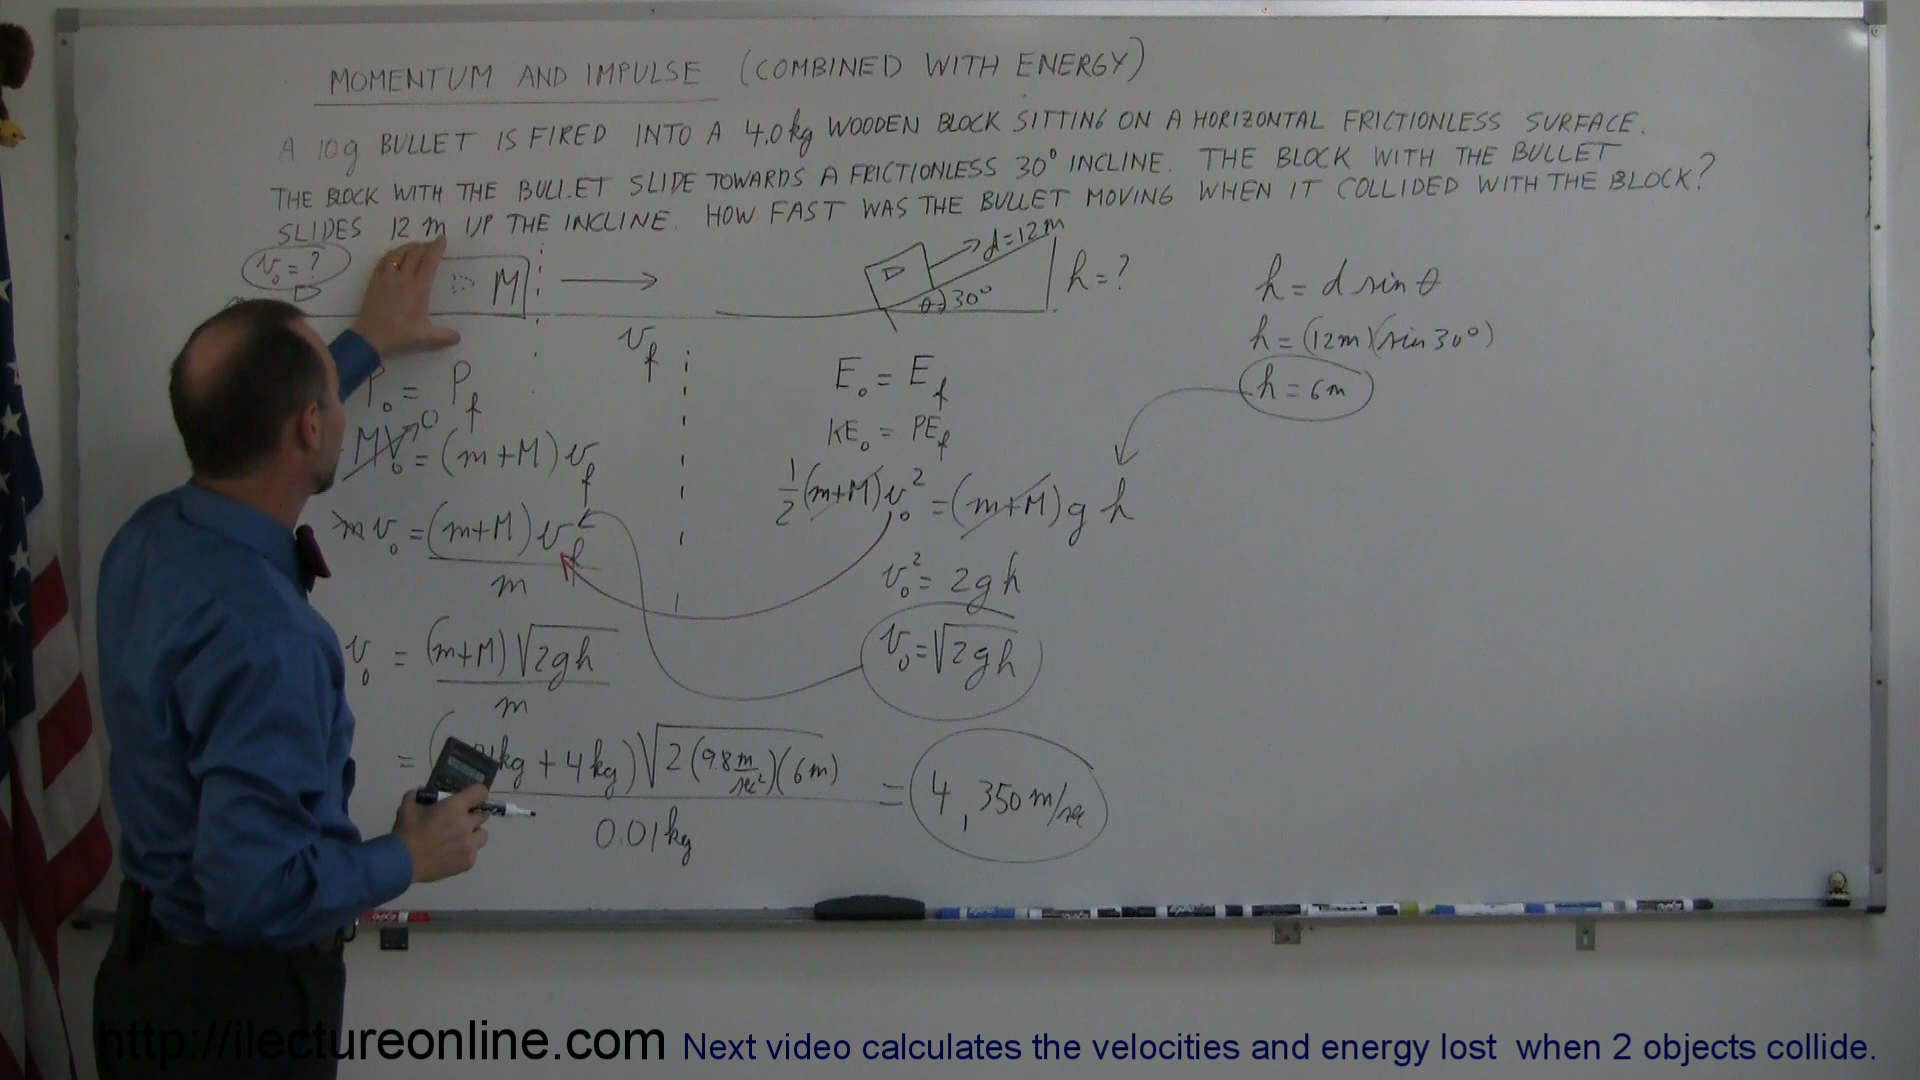 MOMENTUM AND IMPULSE (COMBINED WITH ENERGY)
A 10g BULLET IS FIRED INTO A 4.0kg WOODEN BLOCK SITTING ON A HORIZONTAL FRICTIONLESS SURFACE.
THE BLOCK WITH THE BULLET SLIDE TOWARDS A FRICTIONLESS 30° INCLINE. THE BLOCK WITH THE BULLET
SLIDES 12 m UP THE INCLINE. HOW FAST WAS THE BULLET MOVING WHEN IT COLLIDED WITH THE BLOCK?
v₀ = ?
M
d=12m
θ
30°
h=?
v_f
P₀ = P_f
MV₀ → 0 = (m+M) v_f
m v₀ = (m+M) v_f
m
v₀ = (m+M) √2gh
m
= ( kg + 4kg) √2 (9.8 m/sec²)(6m) = 4,350 m/sec
0.01kg
E₀ = E_f
KE₀ = PE_f
1/2 (m+M) v₀² = (m+M) g h
v₀² = 2gh
v₀ = √2gh
h = d sin θ
h = (12m)(sin 30°)
h = 6m
http://ilectureonline.com Next video calculates the velocities and energy lost when 2 objects collide.